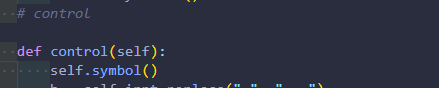 # control
def control(self):
self.symbol()